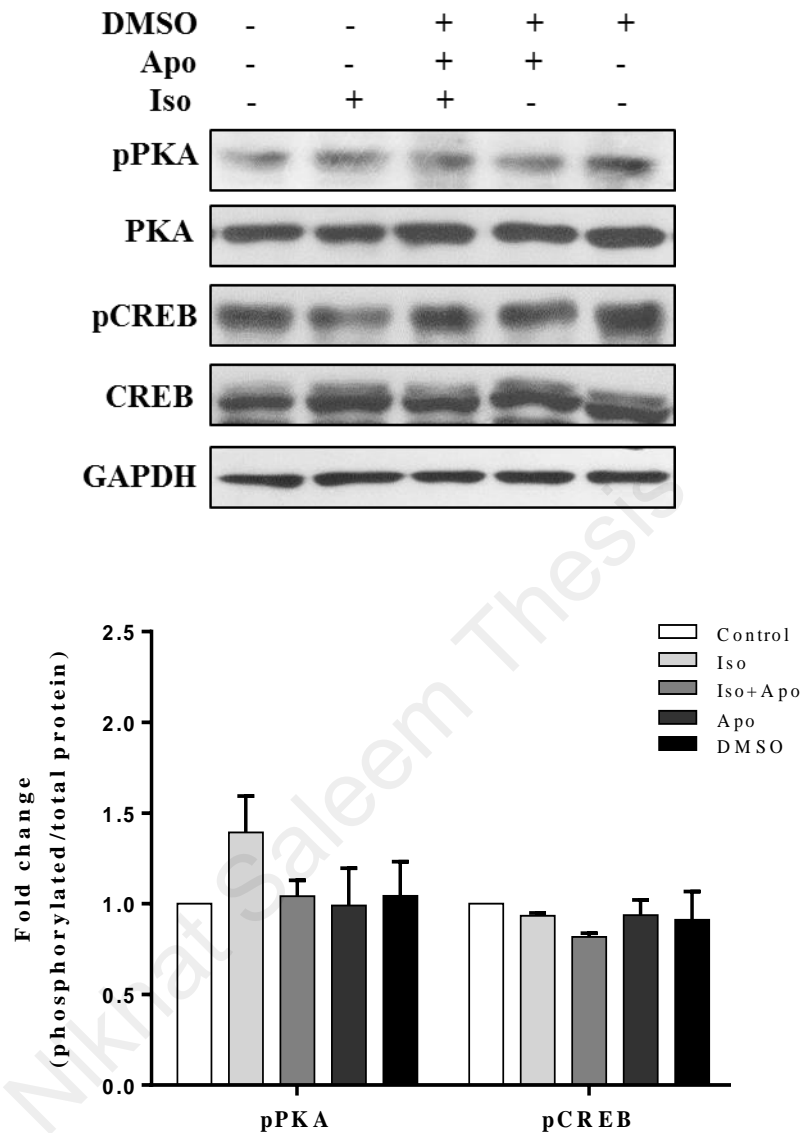 DMSO - - + + +
Apo - - + + -
Iso - + + - -
pPKA
PKA
pCREB
CREB
GAPDH
Niknat Saleem Thesis
2.5
2.0
1.5
1.0
0.5
0.0
Fold change
(phosphorylated/total protein)
Control
Iso
Iso+Apo
Apo
DMSO
pPKA pCREB